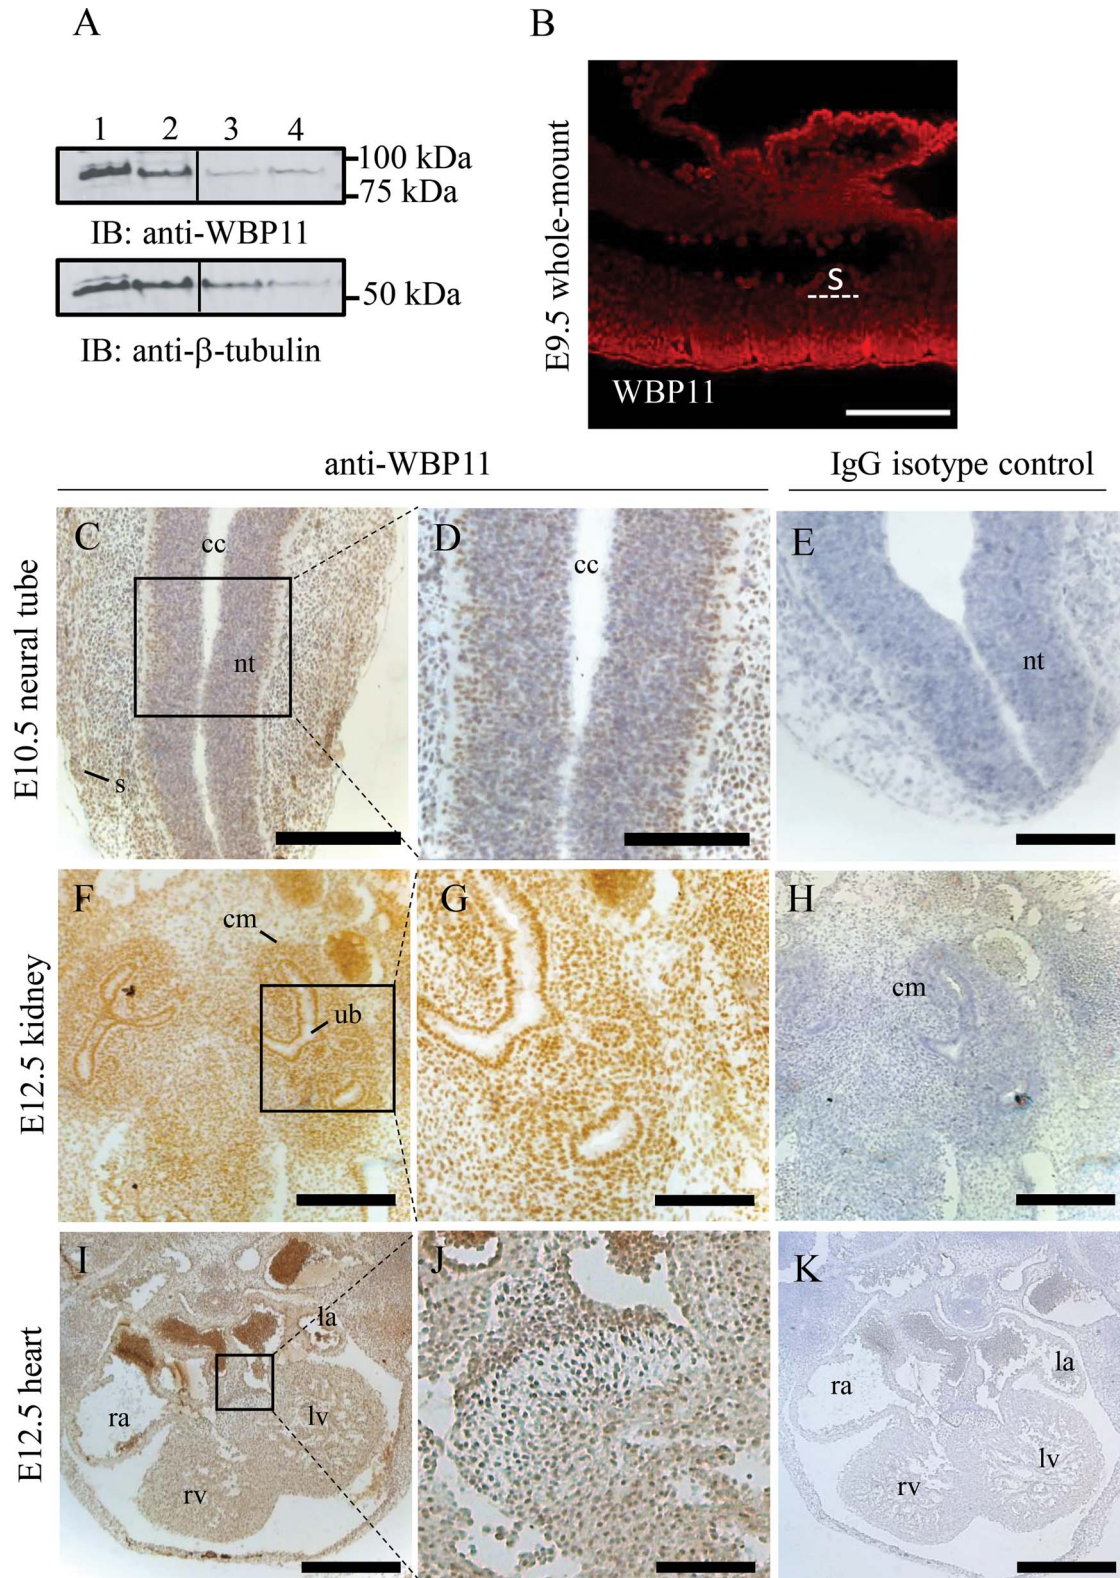 A
B
1 2 3 4
100 kDa
75 kDa
IB: anti-WBP11
50 kDa
IB: anti-β-tubulin
E9.5 whole-mount
S
WBP11
anti-WBP11
IgG isotype control
E10.5 neural tube
C
cc
nt
s
D
cc
E
nt
E12.5 kidney
F
cm
ub
G
H
cm
E12.5 heart
I
la
ra
lv
rv
J
K
la
ra
lv
rv